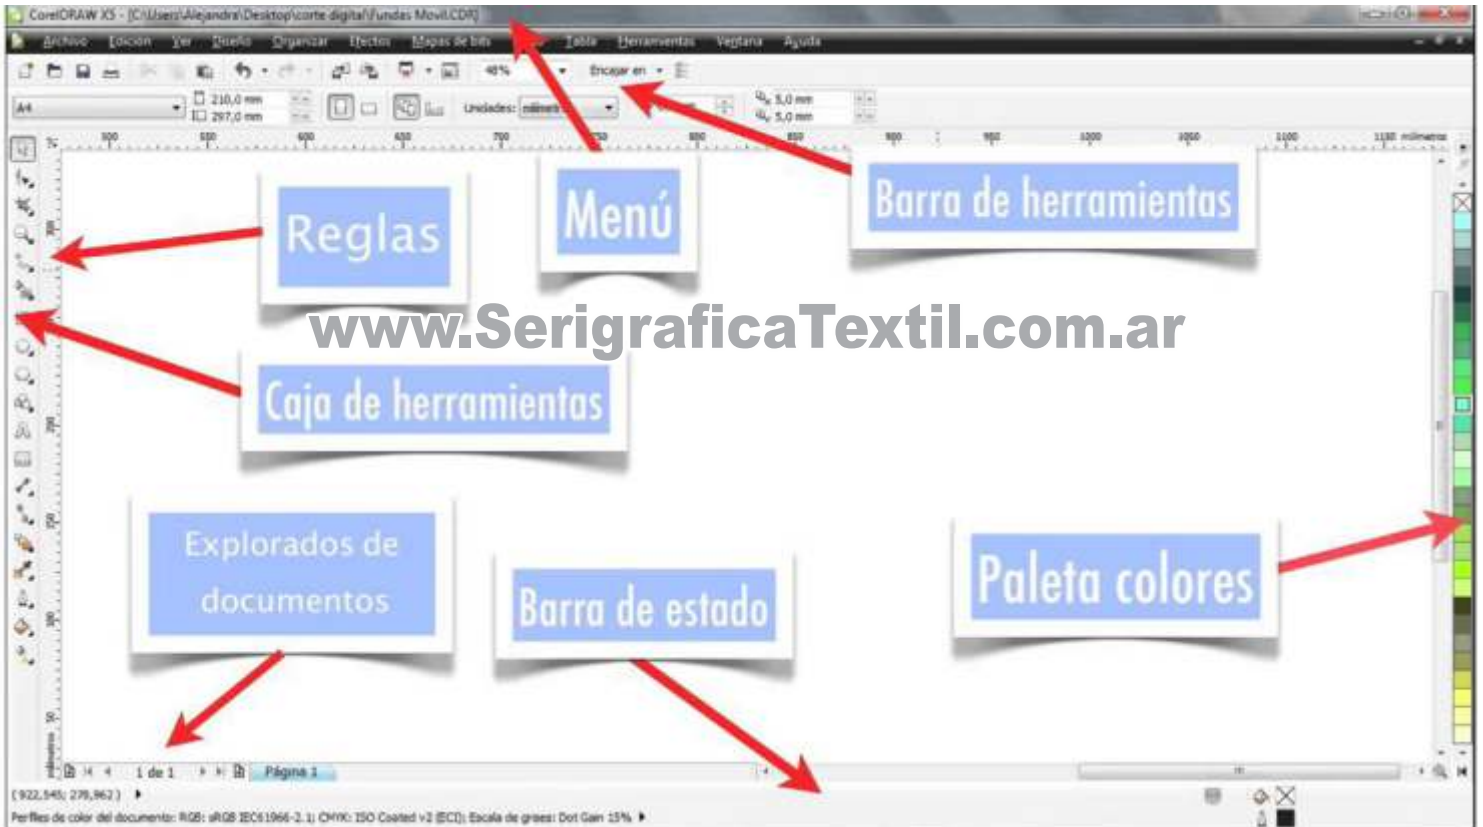 CorelDRAW X5 - [C:\Users\Alejandra\Desktop\corte digital\Fundas Movil.CDR]
Archivo Edición Ver Diseño Organizar Efectos Mapas de bits Tabla Herramientas Ventana Ayuda
48% Encajar en
A4 210,0 mm 297,0 mm Unidades: 5,0 mm 5,0 mm
milímetros
Reglas
Menú
Barra de herramientas
www.SerigraficaTextil.com.ar
Caja de herramientas
Explorados de
documentos
Barra de estado
Paleta colores
1 de 1 Página 1
Perfiles de color del documento: RGB: sRGB IEC61966-2.1; CMYK: ISO Coated v2 (ECI); Escala de grises: Dot Gain 15%